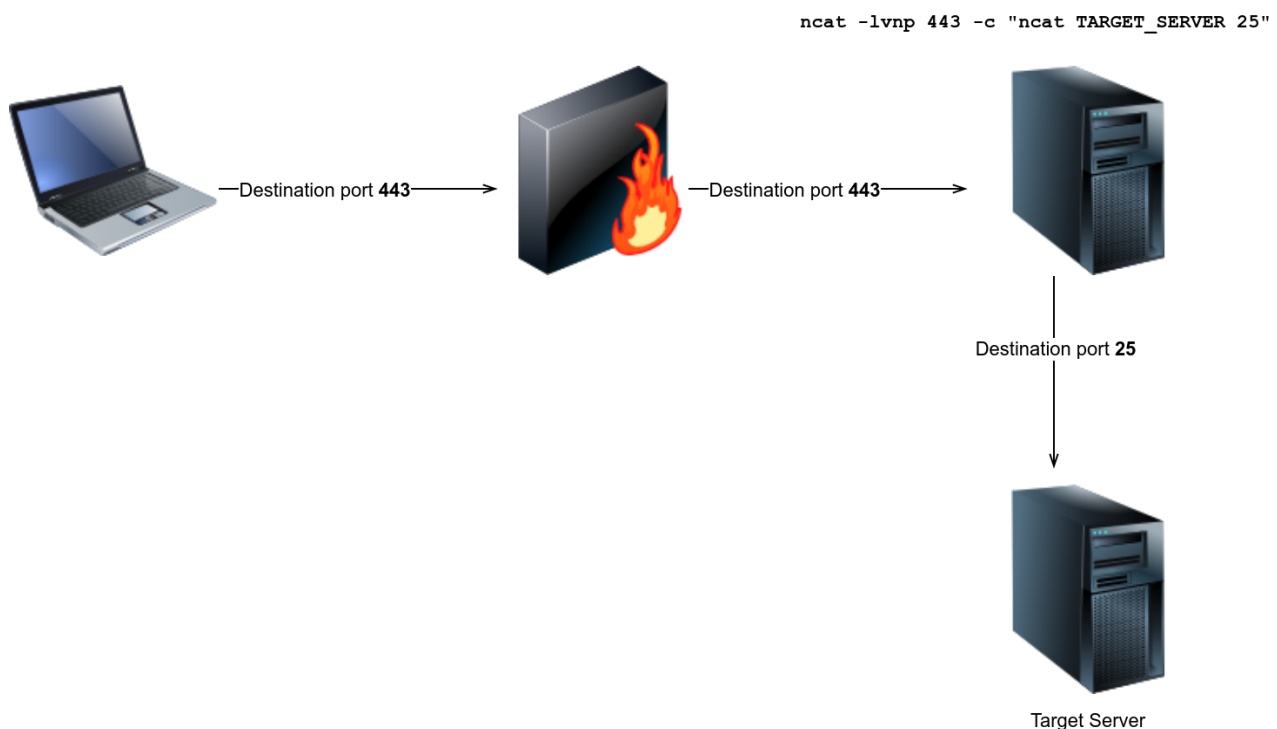 ncat -lvnp 443 -c "ncat TARGET_SERVER 25"
Destination port 443
Destination port 443
Destination port 25
Target Server